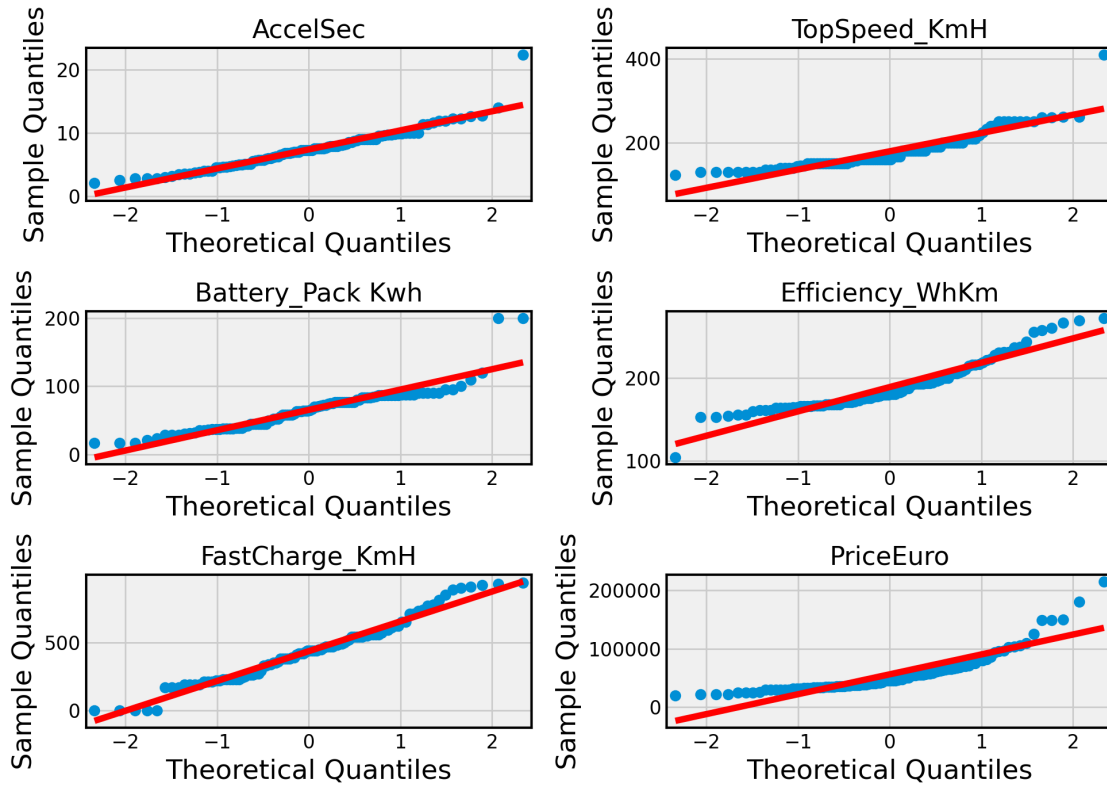 AccelSec
Sample Quantiles
20
10
0
−2 −1 0 1 2
Theoretical Quantiles
TopSpeed_KmH
Sample Quantiles
400
200
−2 −1 0 1 2
Theoretical Quantiles
Battery_Pack Kwh
Sample Quantiles
200
100
0
−2 −1 0 1 2
Theoretical Quantiles
Efficiency_WhKm
Sample Quantiles
200
100
−2 −1 0 1 2
Theoretical Quantiles
FastCharge_KmH
Sample Quantiles
500
0
−2 −1 0 1 2
Theoretical Quantiles
PriceEuro
Sample Quantiles
200000
100000
0
−2 −1 0 1 2
Theoretical Quantiles